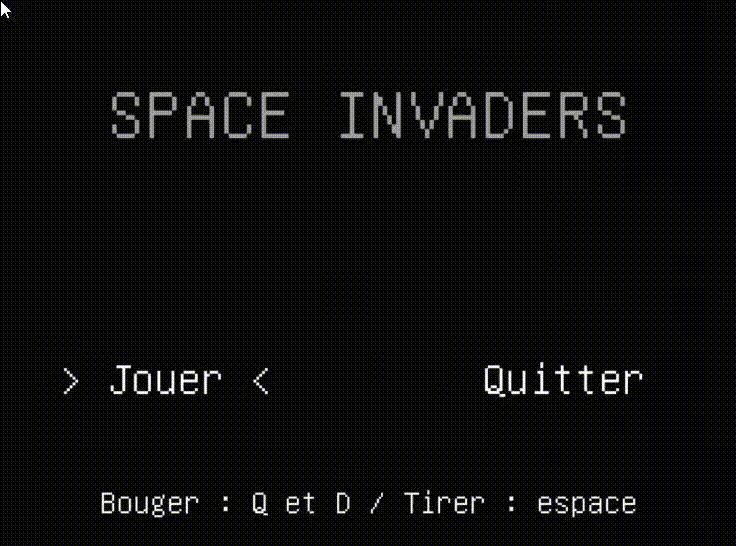 SPACE INVADERS
> Jouer < Quitter
Bouger : Q et D / Tirer : espace